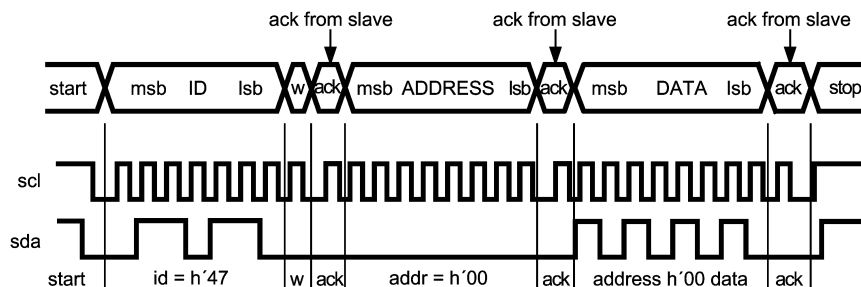 ack from slave ack from slave ack from slave
start msb ID lsb w ack msb ADDRESS lsb ack msb DATA lsb ack stop
scl
sda
start id = h´47 w ack addr = h´00 ack address h´00 data ack